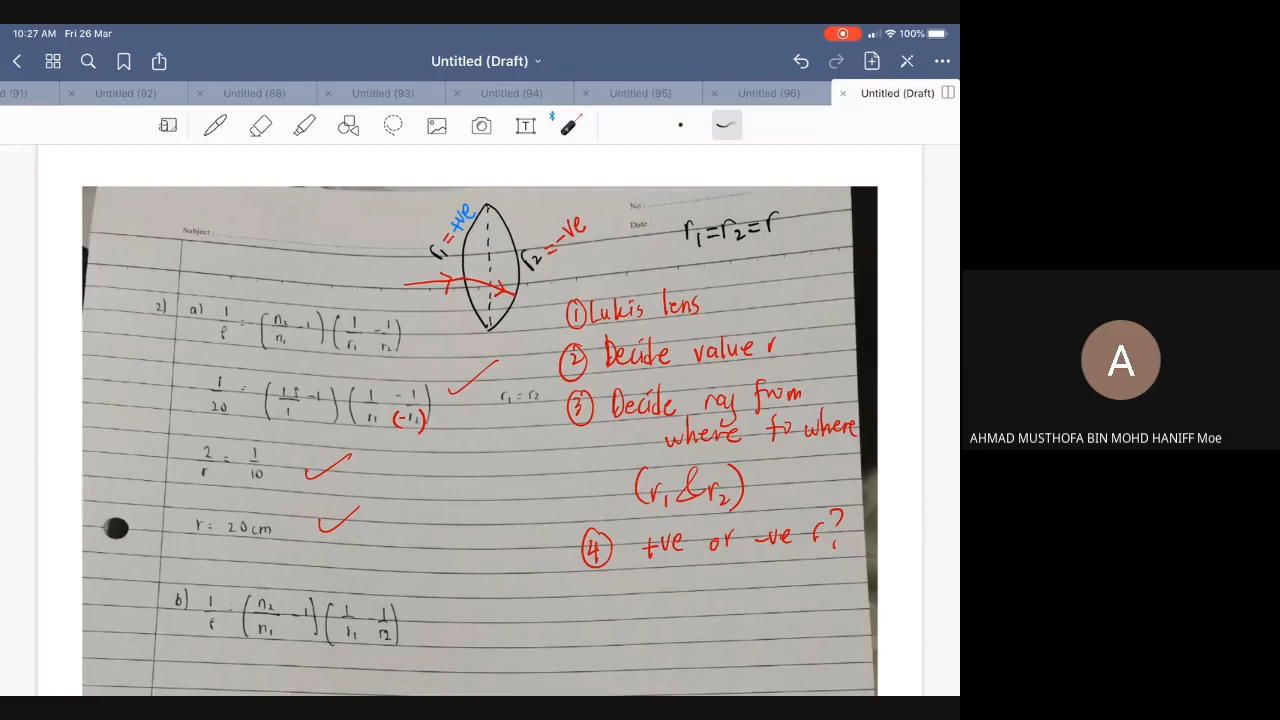 10:27 AM Fri 26 Mar
100%
Untitled (Draft)
d (91)
Untitled (92)
Untitled (88)
Untitled (93)
Untitled (94)
Untitled (95)
Untitled (96)
Untitled (Draft)
T
Subject :
No :
Date :
r₁ = +ve
r₂ = -ve
r₁ = r₂ = r
2) a) 1/f = (n₂/n₁ - 1) (1/r₁ - 1/r₂)
1/20 = (1.5/1 - 1) (1/r₁ - 1/(-r₂))
r₁ = r₂
2/r = 1/10
r = 20 cm
b) 1/f = (n₂/n₁ - 1) (1/r₁ - 1/r₂)
① Lukis lens
② Decide value r
③ Decide ray from
where to where
(r₁ & r₂)
④ +ve or -ve r?
A
AHMAD MUSTHOFA BIN MOHD HANIFF Moe